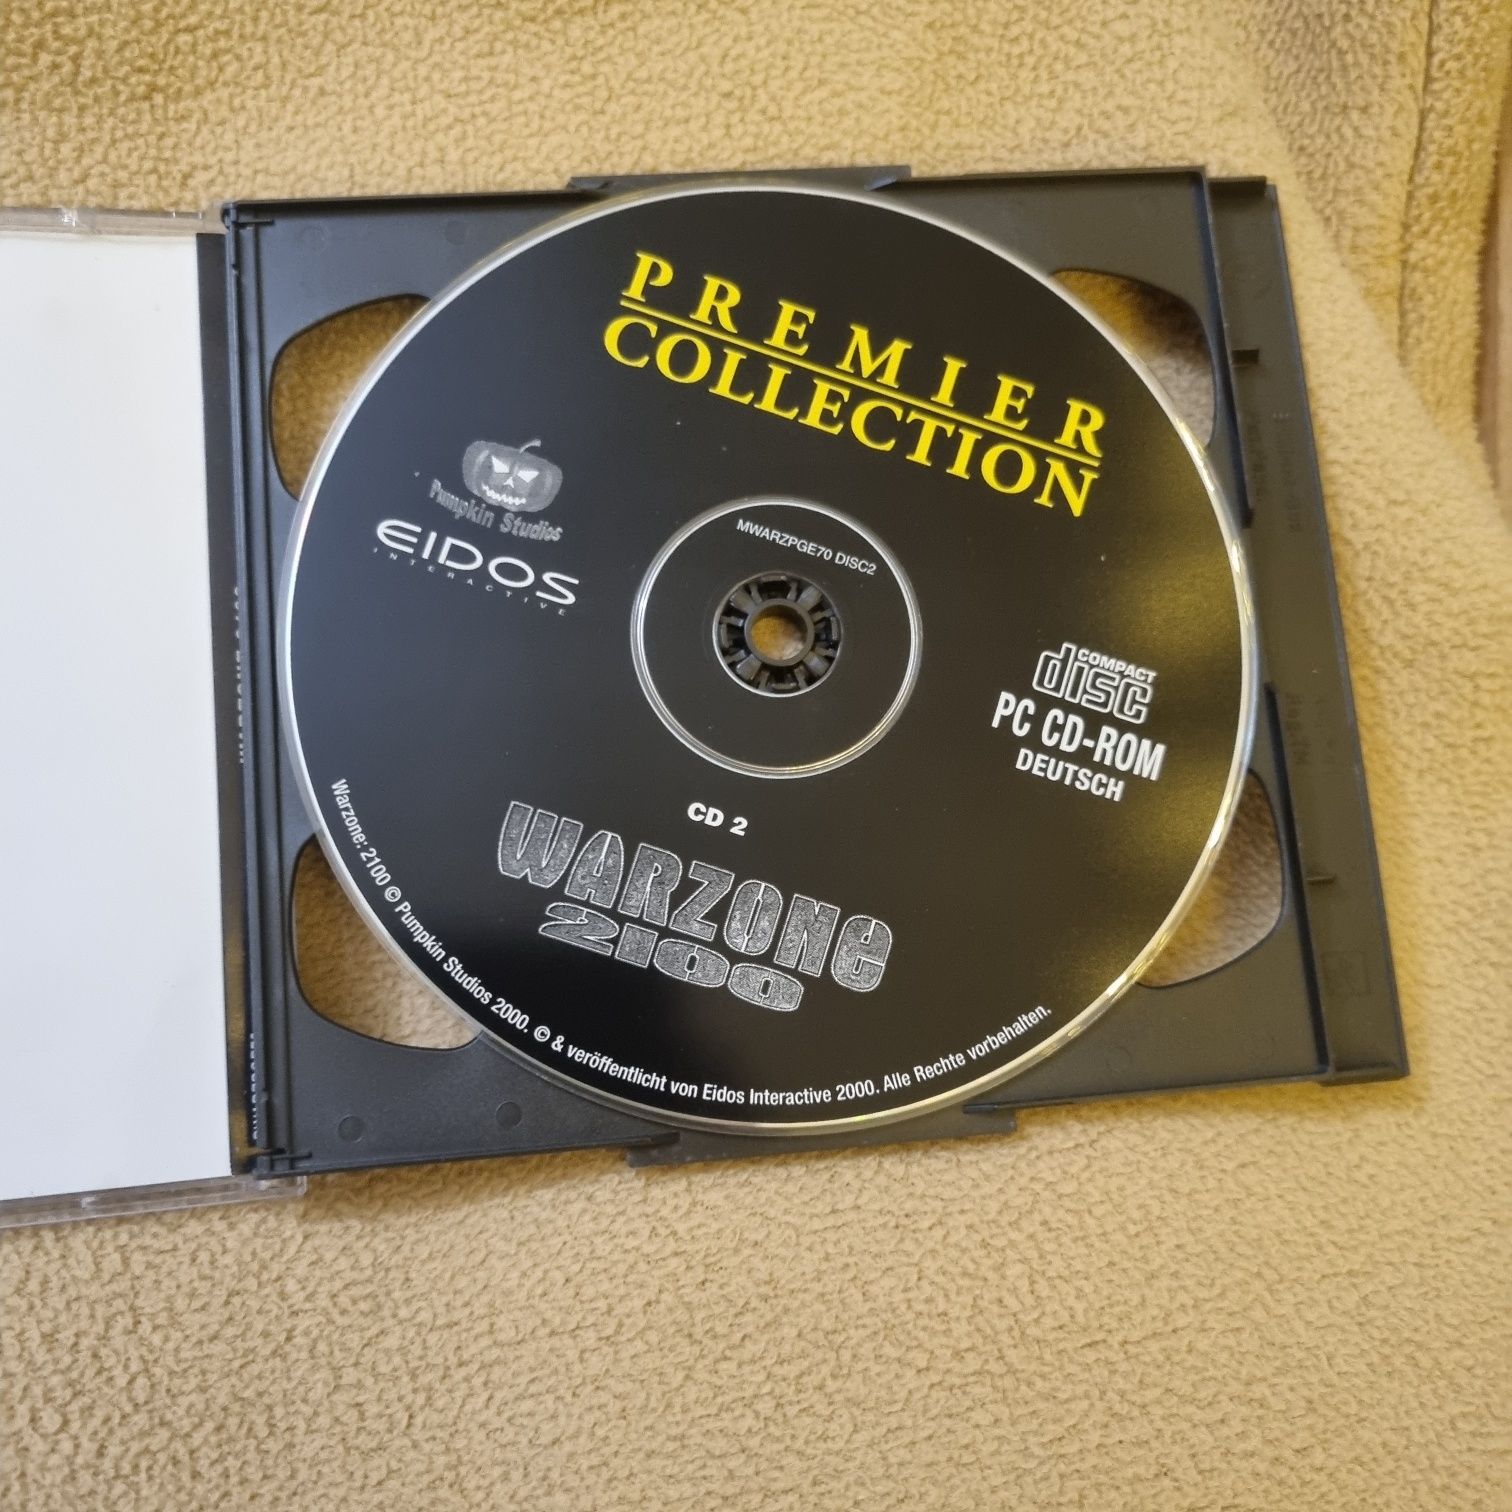 PREMIER
COLLECTION
Pumpkin Studios
EIDOS
INTERACTIVE
MWARZPGE70 DISC2
COMPACT
disc
PC CD-ROM
DEUTSCH
CD 2
WARZONE
2100
Warzone: 2100 © Pumpkin Studios 2000. © & veröffentlicht von Eidos Interactive 2000. Alle Rechte vorbehalten.